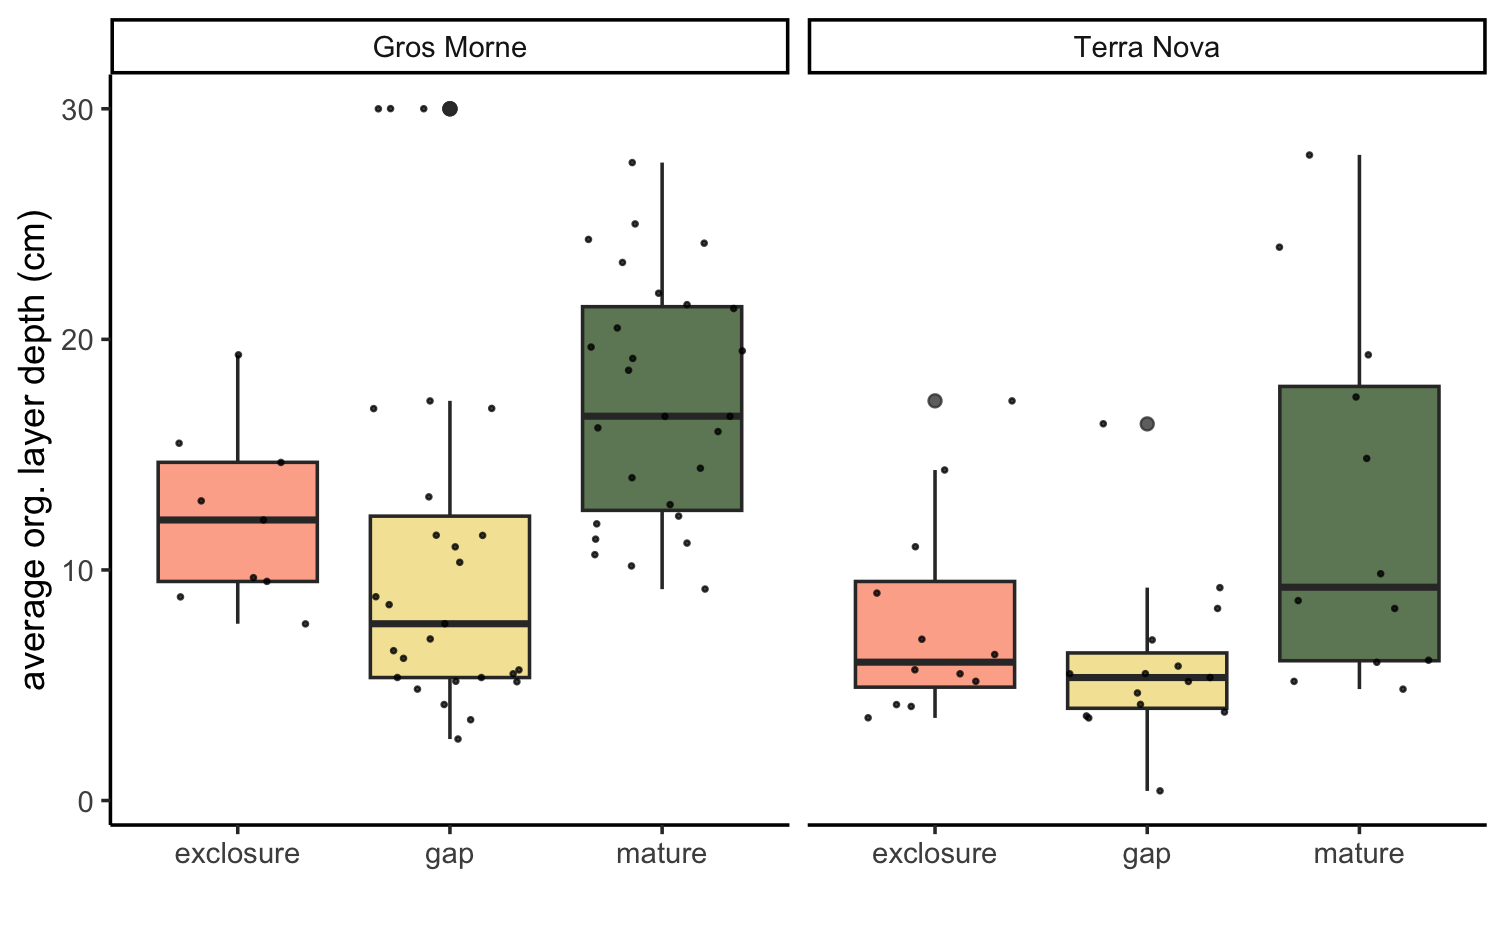 Gros Morne
Terra Nova
average org. layer depth (cm)
30
20
10
0
exclosure
gap
mature
exclosure
gap
mature